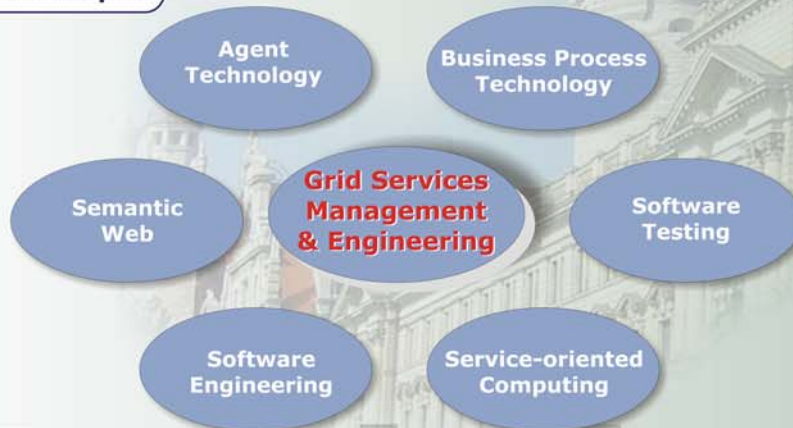 Agent
Technology
Business Process
Technology
Semantic
Web
Grid Services
Management
& Engineering
Software
Testing
Software
Engineering
Service-oriented
Computing